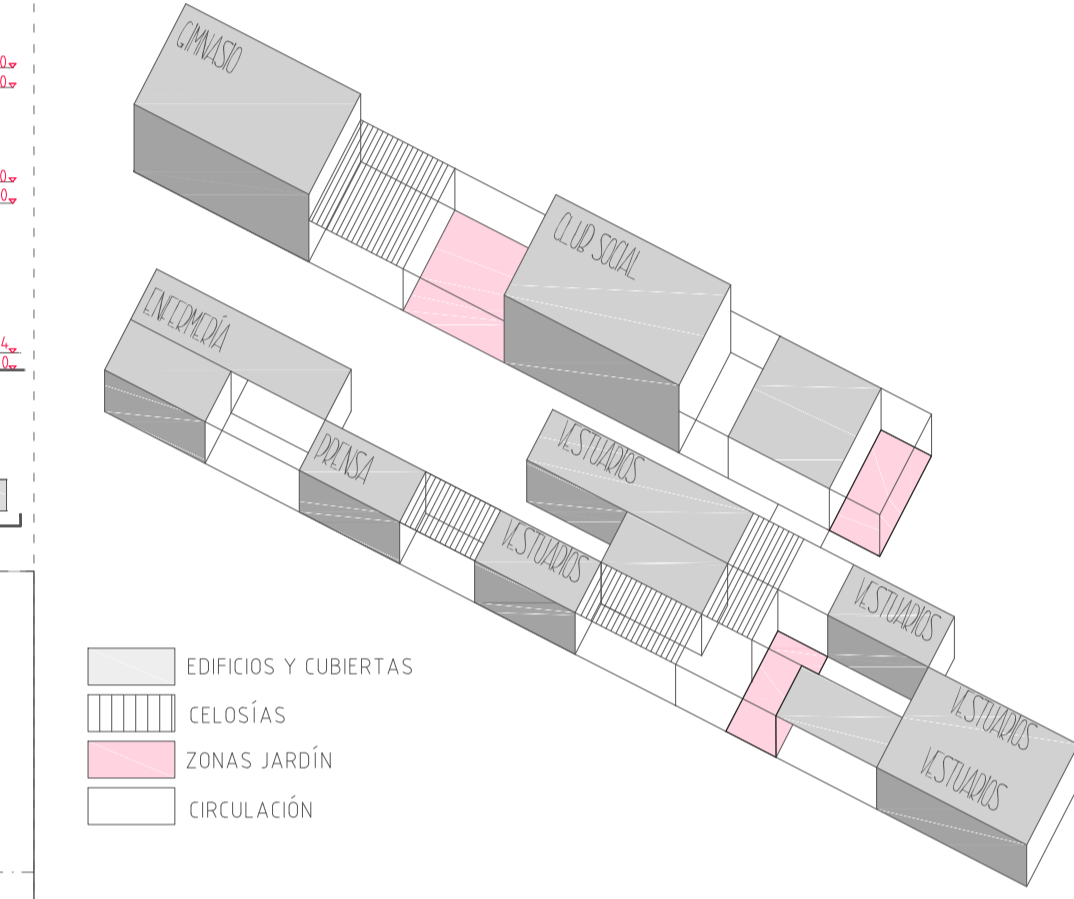 GIMNASIO
CLUB SOCIAL
ENFERMERÍA
PRENSA
VESTUARIOS
VESTUARIOS
VESTUARIOS
VESTUARIOS
VESTUARIOS
EDIFICIOS Y CUBIERTAS
CELOSÍAS
ZONAS JARDÍN
CIRCULACIÓN